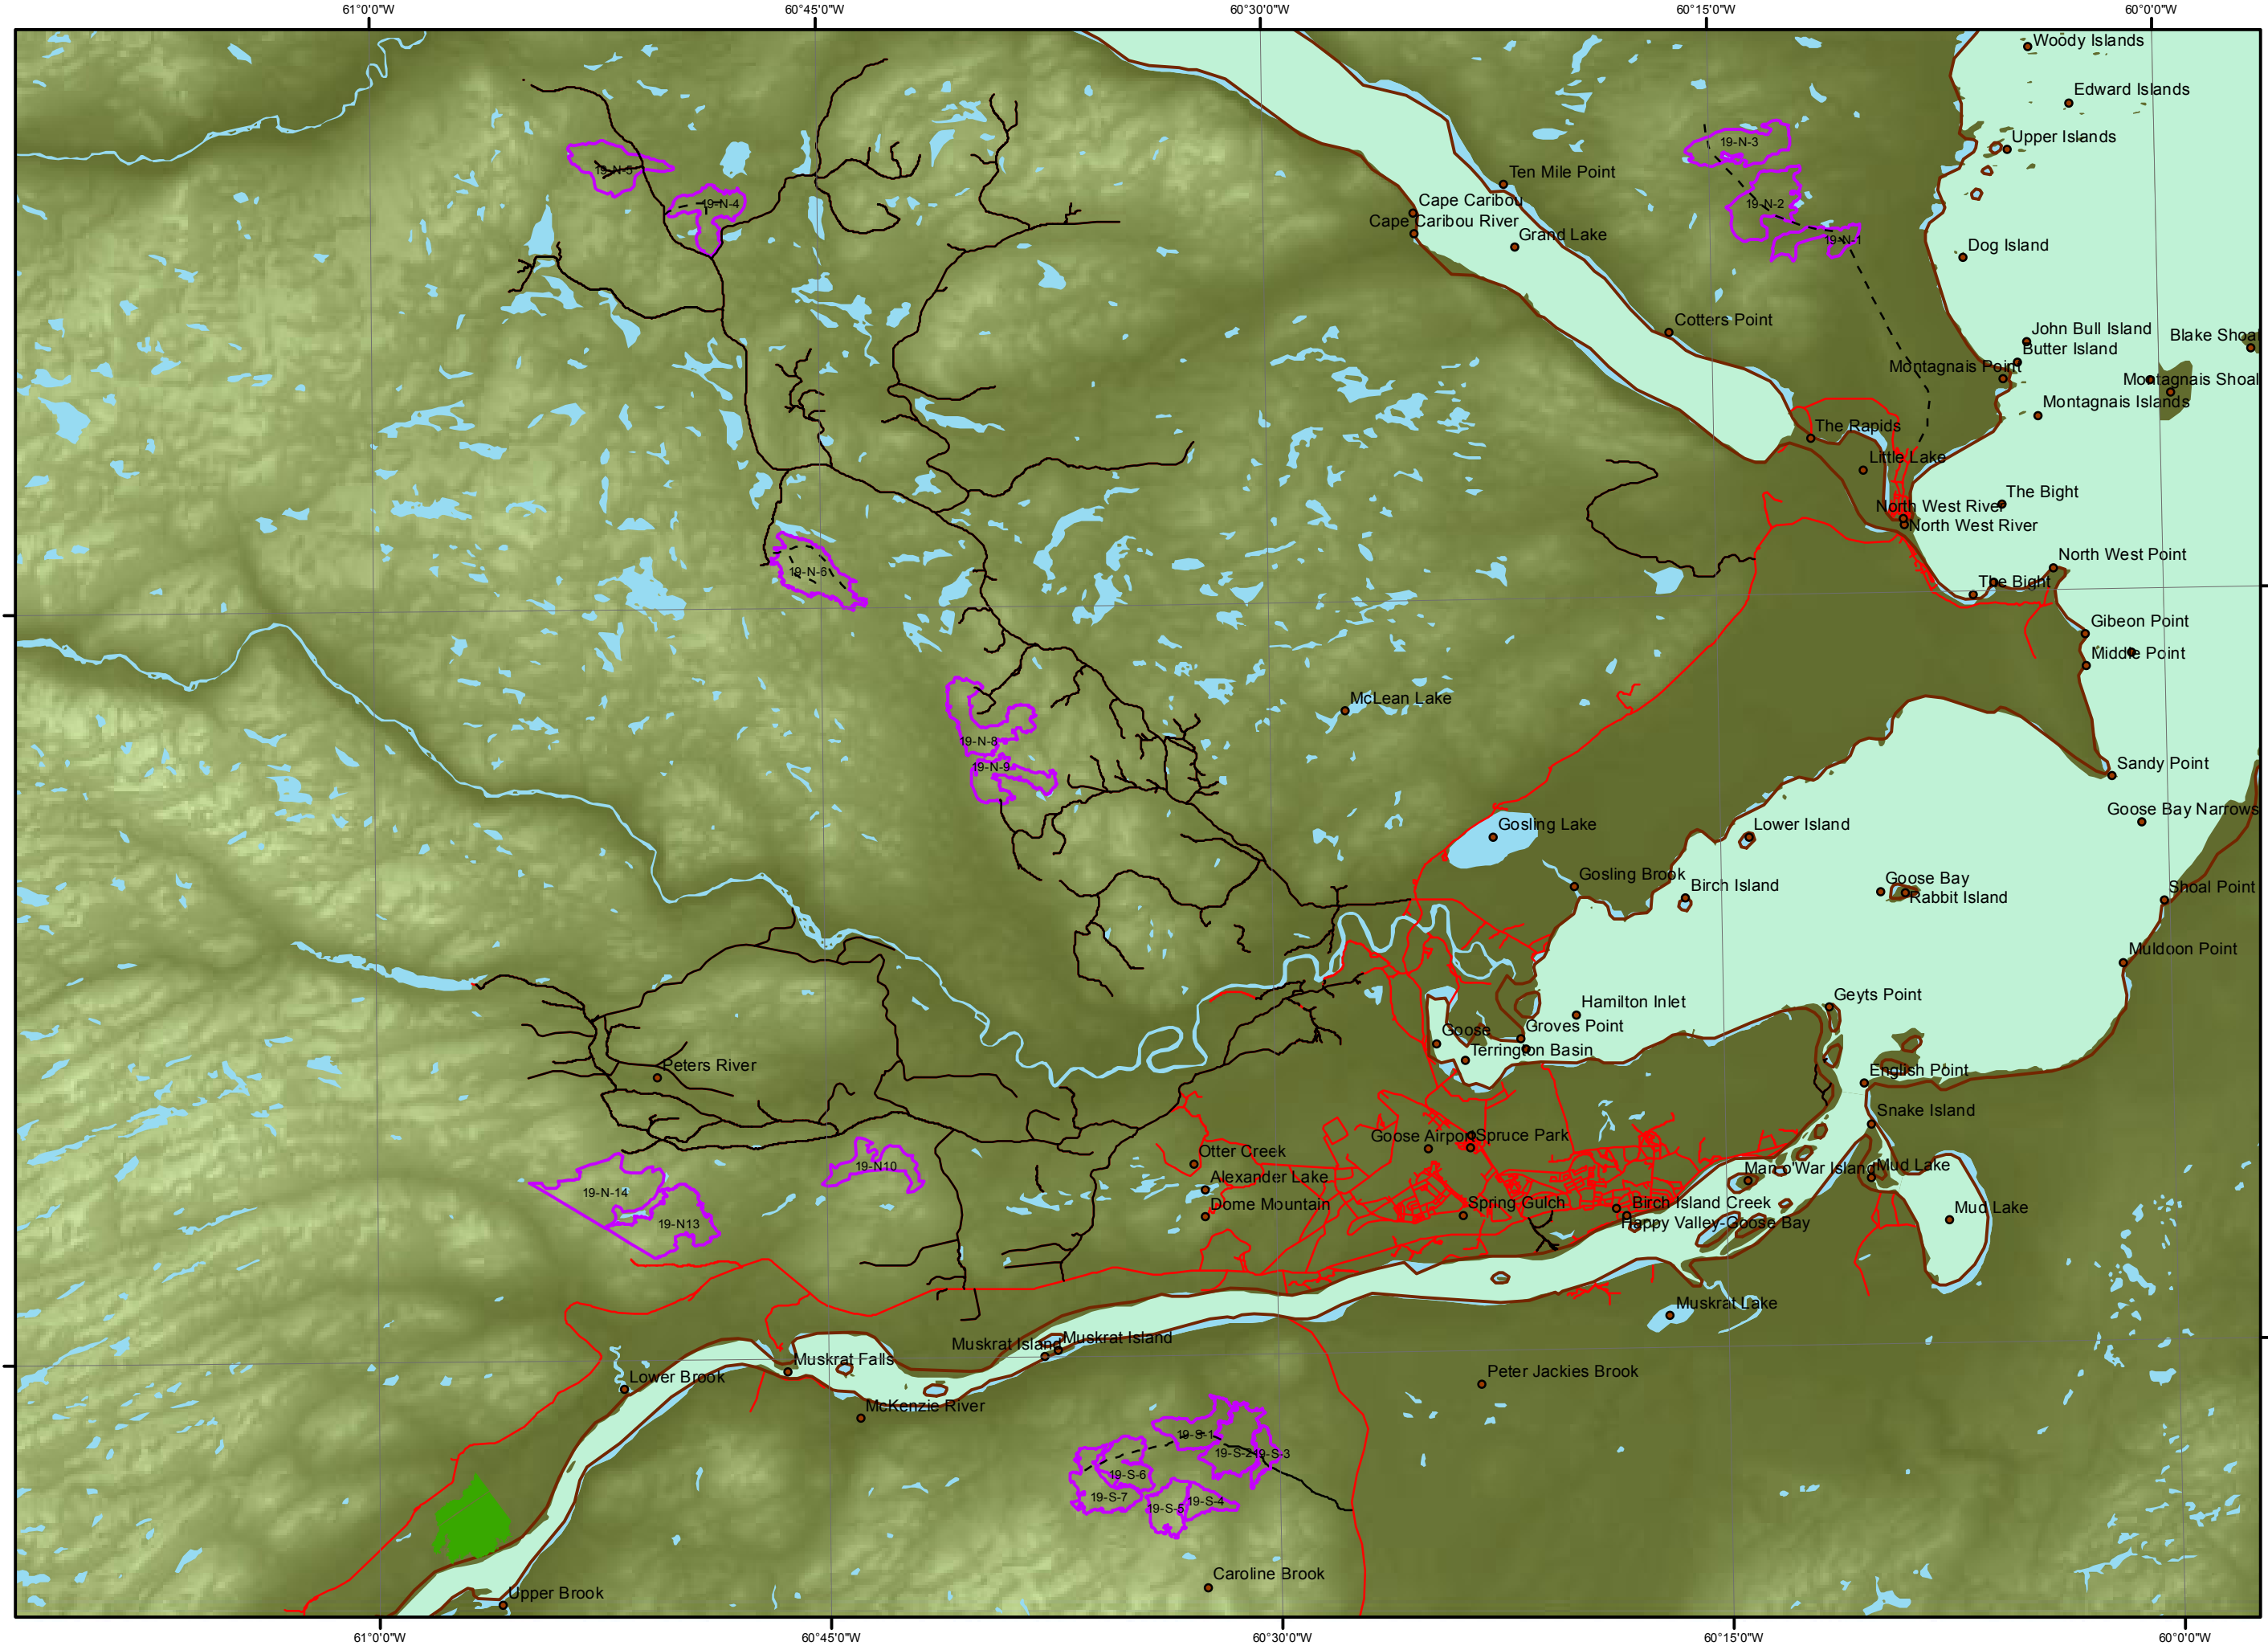 61°0'0"W
60°45'0"W
60°30'0"W
60°15'0"W
60°0'0"W
Woody Islands
Edward Islands
Upper Islands
19-N-3
19-N-5
Ten Mile Point
19-N-4
Cape Caribou
19-N-2
Cape Caribou River
Grand Lake
19-N-1
Dog Island
Cotters Point
John Bull Island
Blake Shoal
Butter Island
Montagnais Point
Montagnais Shoal
Montagnais Islands
The Rapids
Little Lake
The Bight
North West River
North West River
North West Point
19-N-6
The Bight
Gibeon Point
Middle Point
McLean Lake
19-N-8
19-N-9
Sandy Point
Goose Bay Narrows
Gosling Lake
Lower Island
Gosling Brook
Birch Island
Goose Bay
Rabbit Island
Shoal Point
Muldoon Point
Geyts Point
Hamilton Inlet
Goose
Groves Point
Terrington Basin
Peters River
English Point
Snake Island
Goose Airport
Spruce Park
Otter Creek
19-N10
Man o'War Island
Mud Lake
Alexander Lake
19-N-14
Dome Mountain
Spring Gulch
Birch Island Creek
Mud Lake
19-N13
Happy Valley-Goose Bay
Muskrat Lake
Muskrat Island
Muskrat Island
Muskrat Falls
Lower Brook
Peter Jackies Brook
McKenzie River
19-S-1
19-S-2
19-S-3
19-S-6
19-S-7
19-S-5
19-S-4
Caroline Brook
Upper Brook
61°0'0"W
60°45'0"W
60°30'0"W
60°15'0"W
60°0'0"W